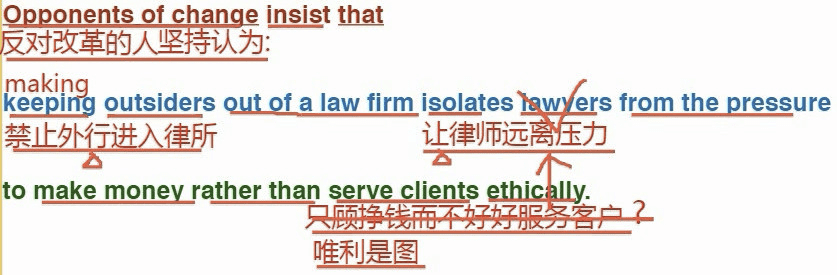 Opponents of change insist that
反对改革的人坚持认为:
making
keeping outsiders out of a law firm isolates lawyers from the pressure
禁止外行进入律所 让律师远离压力
to make money rather than serve clients ethically.
只顾挣钱而不好好服务客户?
唯利是图